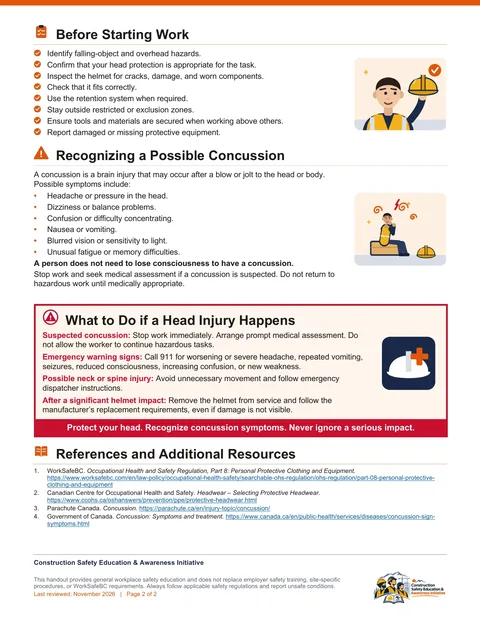 Before Starting Work
Identify falling-object and overhead hazards.
Confirm that your head protection is appropriate for the task.
Inspect the helmet for cracks, damage, and worn components.
Check that it fits correctly.
Use the retention system when required.
Stay outside restricted or exclusion zones.
Ensure tools and materials are secured when working above others.
Report damaged or missing protective equipment.
Recognizing a Possible Concussion
A concussion is a brain injury that may occur after a blow or jolt to the head or body.
Possible symptoms include:
• Headache or pressure in the head.
• Dizziness or balance problems.
• Confusion or difficulty concentrating.
• Nausea or vomiting.
• Blurred vision or sensitivity to light.
• Unusual fatigue or memory difficulties.
A person does not need to lose consciousness to have a concussion.
Stop work and seek medical assessment if a concussion is suspected. Do not return to
hazardous work until medically appropriate.
What to Do if a Head Injury Happens
Suspected concussion: Stop work immediately. Arrange prompt medical assessment. Do
not allow the worker to continue hazardous tasks.
Emergency warning signs: Call 911 for worsening or severe headache, repeated vomiting,
seizures, reduced consciousness, increasing confusion, or new weakness.
Possible neck or spine injury: Avoid unnecessary movement and follow emergency
dispatcher instructions.
After a significant helmet impact: Remove the helmet from service and follow the
manufacturer's replacement requirements, even if damage is not visible.
Protect your head. Recognize concussion symptoms. Never ignore a serious impact.
References and Additional Resources
1. WorkSafeBC. Occupational Health and Safety Regulation, Part 8: Personal Protective Clothing and Equipment.
https://www.worksafebc.com/en/law-policy/occupational-health-safety/searchable-ohs-regulation/ohs-regulation/part-08-personal-protective-
clothing-and-equipment
2. Canadian Centre for Occupational Health and Safety. Headwear – Selecting Protective Headwear.
https://www.ccohs.ca/oshanswers/prevention/ppe/protective-headwear.html
3. Parachute Canada. Concussion. https://parachute.ca/en/injury-topic/concussion/
4. Government of Canada. Concussion: Symptoms and treatment. https://www.canada.ca/en/public-health/services/diseases/concussion-sign-
symptoms.html
Construction Safety Education & Awareness Initiative
This handout provides general workplace safety education and does not replace employer safety training, site-specific
procedures, or WorkSafeBC requirements. Always follow applicable safety regulations and report unsafe conditions.
Last reviewed: November 2026 | Page 2 of 2
Construction
Safety Education &
Awareness Initiative